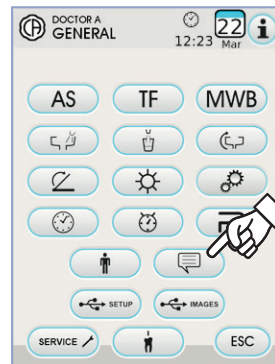 DOCTOR A
GENERAL
12:23
22
Mar
i
AS
TF
MWB
SETUP
IMAGES
SERVICE
ESC